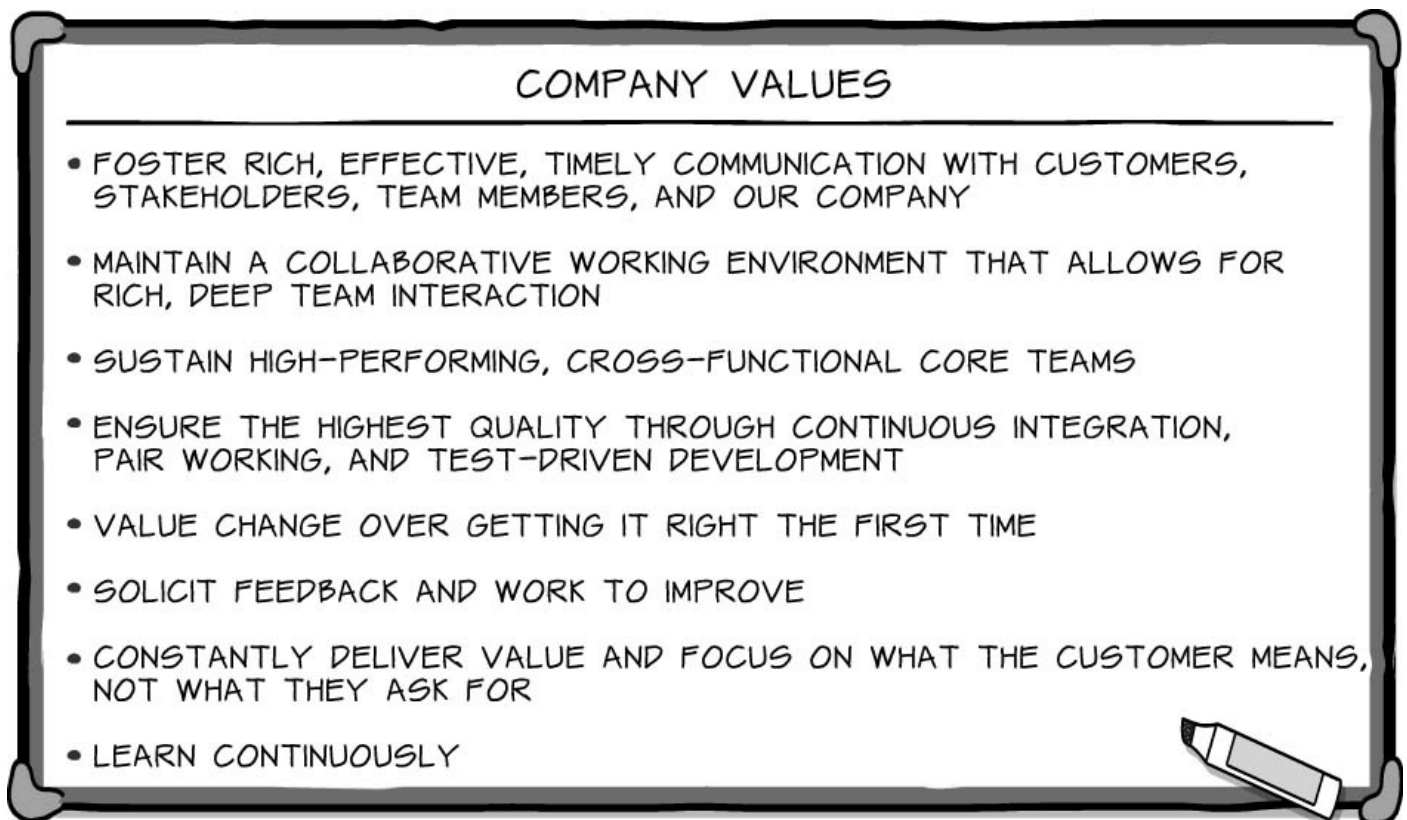 COMPANY VALUES
• FOSTER RICH, EFFECTIVE, TIMELY COMMUNICATION WITH CUSTOMERS,
STAKEHOLDERS, TEAM MEMBERS, AND OUR COMPANY
• MAINTAIN A COLLABORATIVE WORKING ENVIRONMENT THAT ALLOWS FOR
RICH, DEEP TEAM INTERACTION
• SUSTAIN HIGH-PERFORMING, CROSS-FUNCTIONAL CORE TEAMS
• ENSURE THE HIGHEST QUALITY THROUGH CONTINUOUS INTEGRATION,
PAIR WORKING, AND TEST-DRIVEN DEVELOPMENT
• VALUE CHANGE OVER GETTING IT RIGHT THE FIRST TIME
• SOLICIT FEEDBACK AND WORK TO IMPROVE
• CONSTANTLY DELIVER VALUE AND FOCUS ON WHAT THE CUSTOMER MEANS,
NOT WHAT THEY ASK FOR
• LEARN CONTINUOUSLY